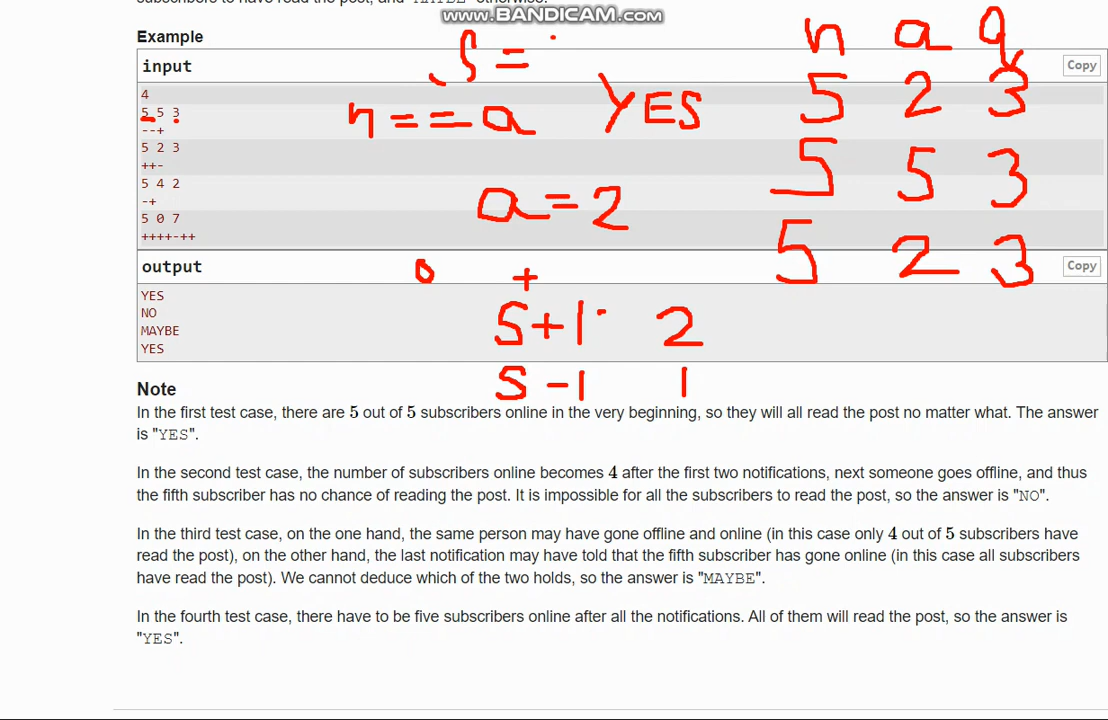 subscribers to have read the post, and "MAYBE" otherwise.
www.BANDICAM.com
Example
n a q
S =
input
Copy
4
5 5 3
--+
5 2 3
++-
5 4 2
-+
5 0 7
++++-++
n == a YES
5 2 3
5 5 3
a = 2
5 2 3
output
Copy
YES
NO
MAYBE
YES
0 +
S+1 2
S-1 1
Note
In the first test case, there are 5 out of 5 subscribers online in the very beginning, so they will all read the post no matter what. The answer
is "YES".
In the second test case, the number of subscribers online becomes 4 after the first two notifications, next someone goes offline, and thus
the fifth subscriber has no chance of reading the post. It is impossible for all the subscribers to read the post, so the answer is "NO".
In the third test case, on the one hand, the same person may have gone offline and online (in this case only 4 out of 5 subscribers have
read the post), on the other hand, the last notification may have told that the fifth subscriber has gone online (in this case all subscribers
have read the post). We cannot deduce which of the two holds, so the answer is "MAYBE".
In the fourth test case, there have to be five subscribers online after all the notifications. All of them will read the post, so the answer is
"YES".